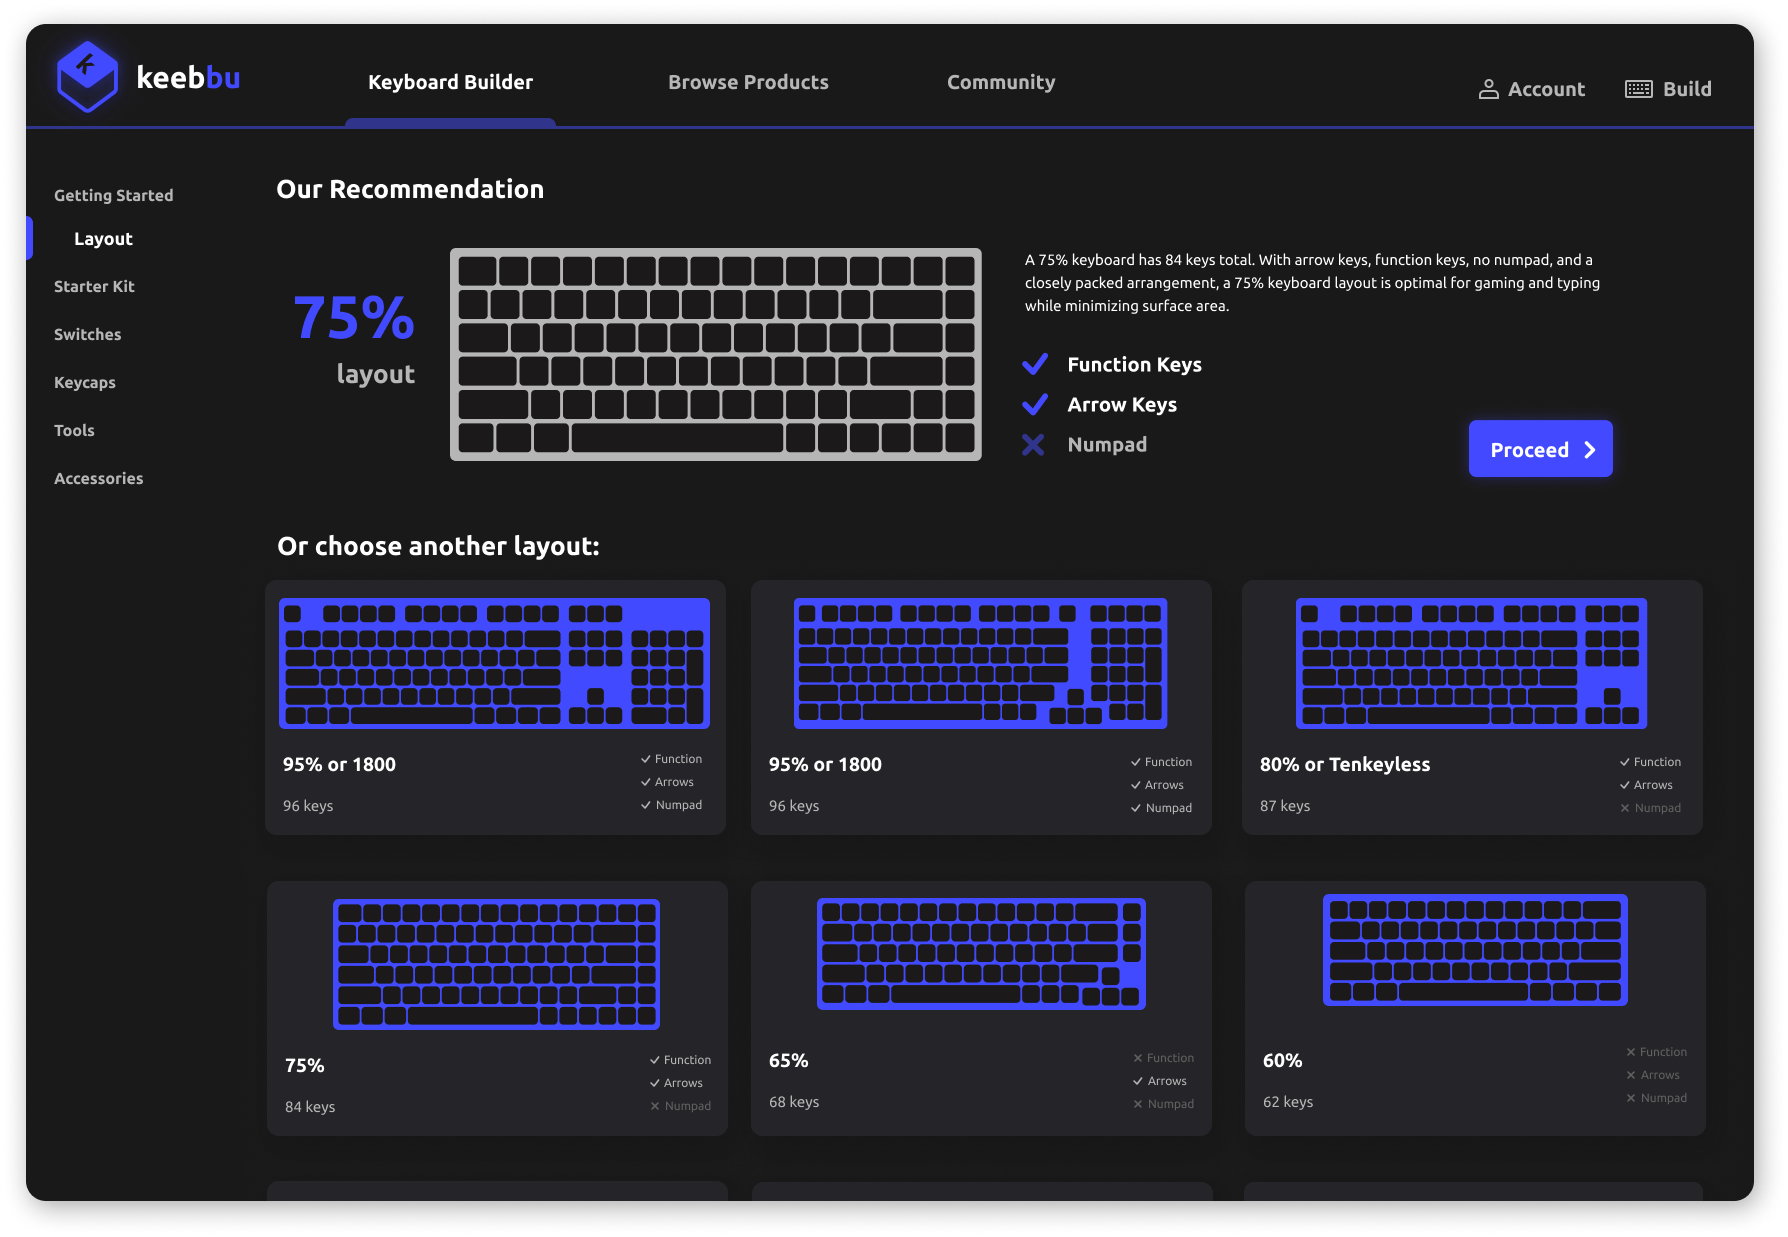 keebbu
Keyboard Builder
Browse Products
Community
Account
Build
Getting Started
Layout
Starter Kit
Switches
Keycaps
Tools
Accessories
Our Recommendation
75%
layout
A 75% keyboard has 84 keys total. With arrow keys, function keys, no numpad, and a
closely packed arrangement, a 75% keyboard layout is optimal for gaming and typing
while minimizing surface area.
Function Keys
Arrow Keys
Numpad
Proceed
Or choose another layout:
95% or 1800
96 keys
Function
Arrows
Numpad
95% or 1800
96 keys
Function
Arrows
Numpad
80% or Tenkeyless
87 keys
Function
Arrows
Numpad
75%
84 keys
Function
Arrows
Numpad
65%
68 keys
Function
Arrows
Numpad
60%
62 keys
Function
Arrows
Numpad